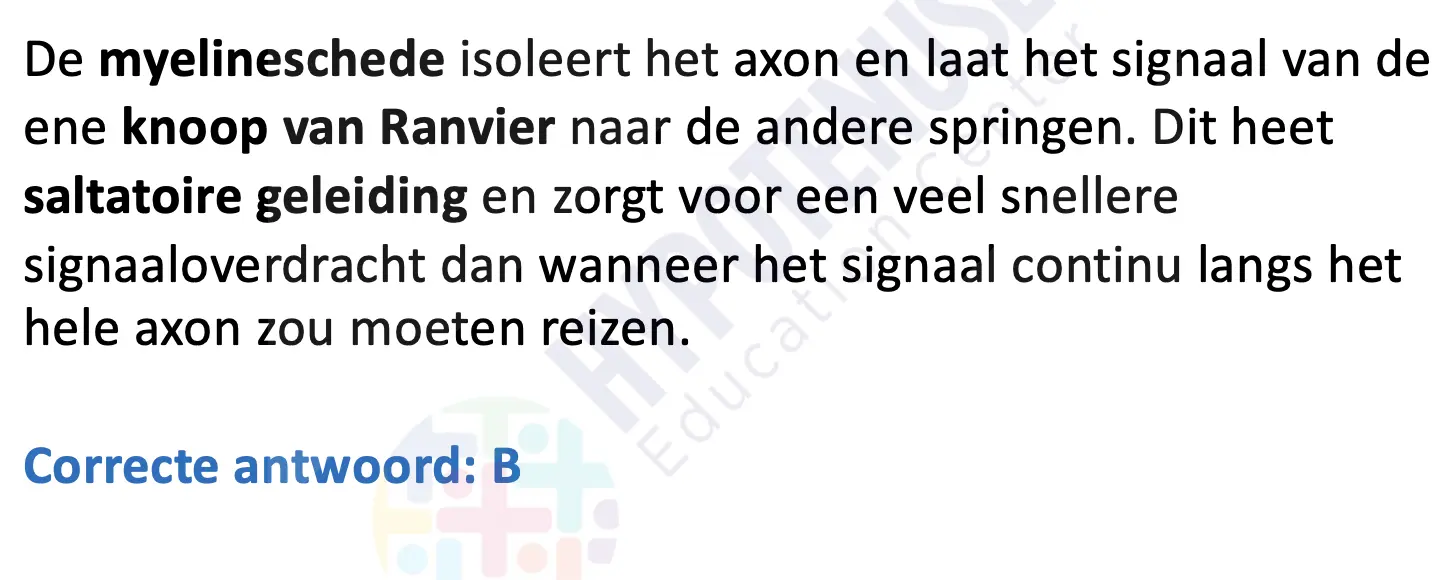 De myelineschede isoleert het axon en laat het signaal van de
ene knoop van Ranvier naar de andere springen. Dit heet
saltatoire geleiding en zorgt voor een veel snellere
signaaloverdracht dan wanneer het signaal continu langs het
hele axon zou moeten reizen.
Correcte antwoord: B
HYPOTENUSE
Education Center